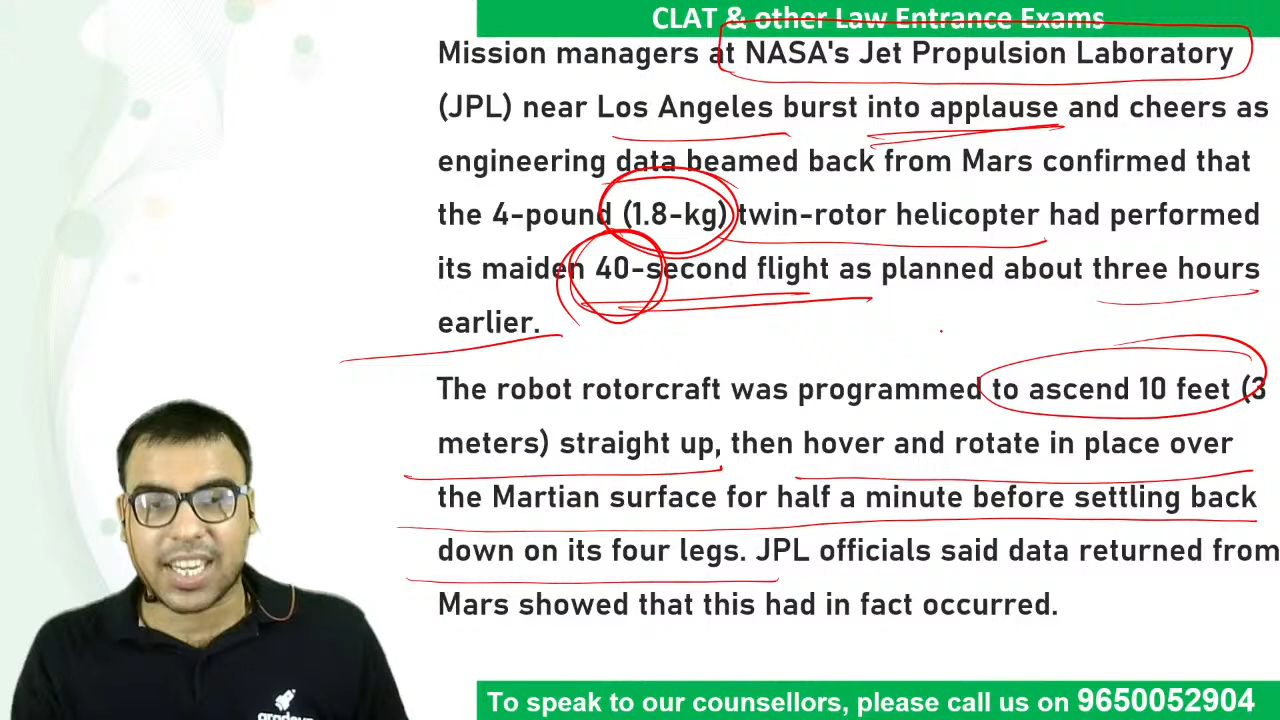 CLAT & other Law Entrance Exams
Mission managers at NASA's Jet Propulsion Laboratory
(JPL) near Los Angeles burst into applause and cheers as
engineering data beamed back from Mars confirmed that
the 4-pound (1.8-kg) twin-rotor helicopter had performed
its maiden 40-second flight as planned about three hours
earlier.
The robot rotorcraft was programmed to ascend 10 feet (3
meters) straight up, then hover and rotate in place over
the Martian surface for half a minute before settling back
down on its four legs. JPL officials said data returned from
Mars showed that this had in fact occurred.
To speak to our counsellors, please call us on 9650052904